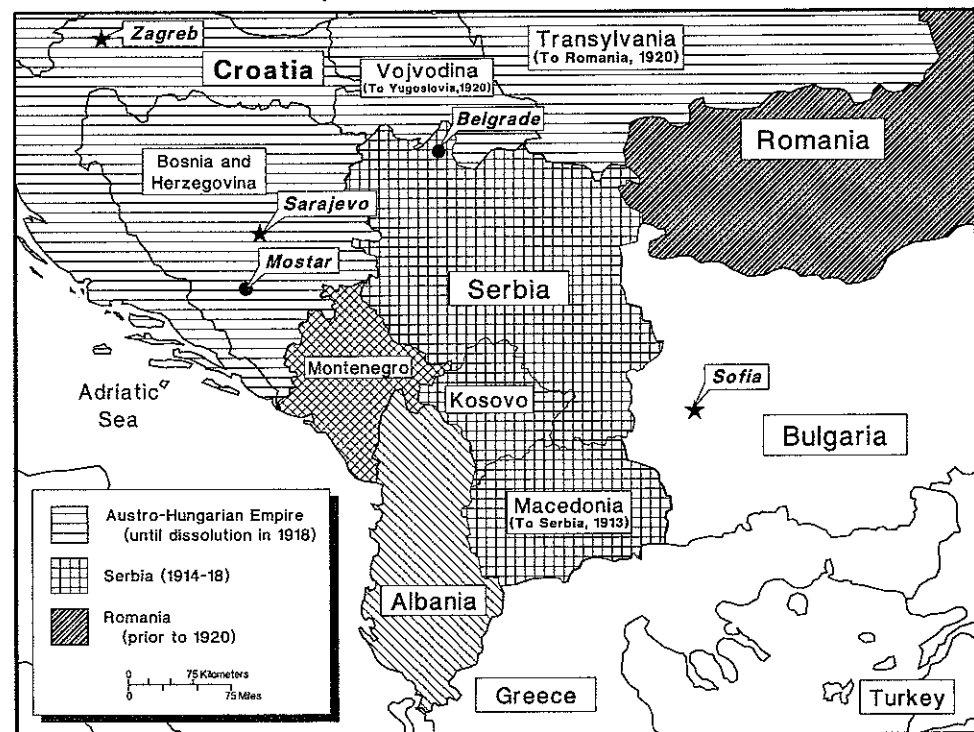 Zagreb
Croatia
Vojvodina
(To Yugoslovia,1920)
Transylvania
(To Romania, 1920)
Belgrade
Romania
Bosnia and
Herzegovina
Sarajevo
Mostar
Serbia
Montenegro
Kosovo
Sofia
Adriatic
Sea
Bulgaria
Macedonia
(To Serbia, 1913)
Albania
Greece
Turkey
Austro-Hungarian Empire
(until dissolution in 1918)
Serbia (1914-18)
Romania
(prior to 1920)
0 75 Kilometers
0 75 Miles